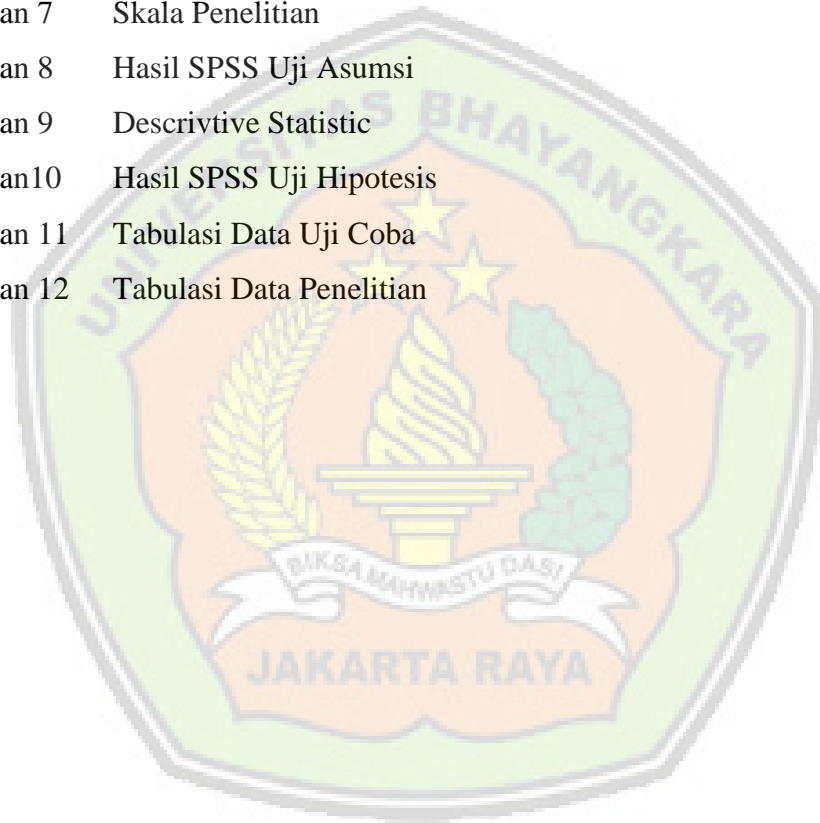 an 7 Skala Penelitian
an 8 Hasil SPSS Uji Asumsi
an 9 Descrivtive Statistic
an10 Hasil SPSS Uji Hipotesis
an 11 Tabulasi Data Uji Coba
an 12 Tabulasi Data Penelitian
UNIVERSITAS BHAYANGKARA
BIKSA MAHWASTU DASI
JAKARTA RAYA